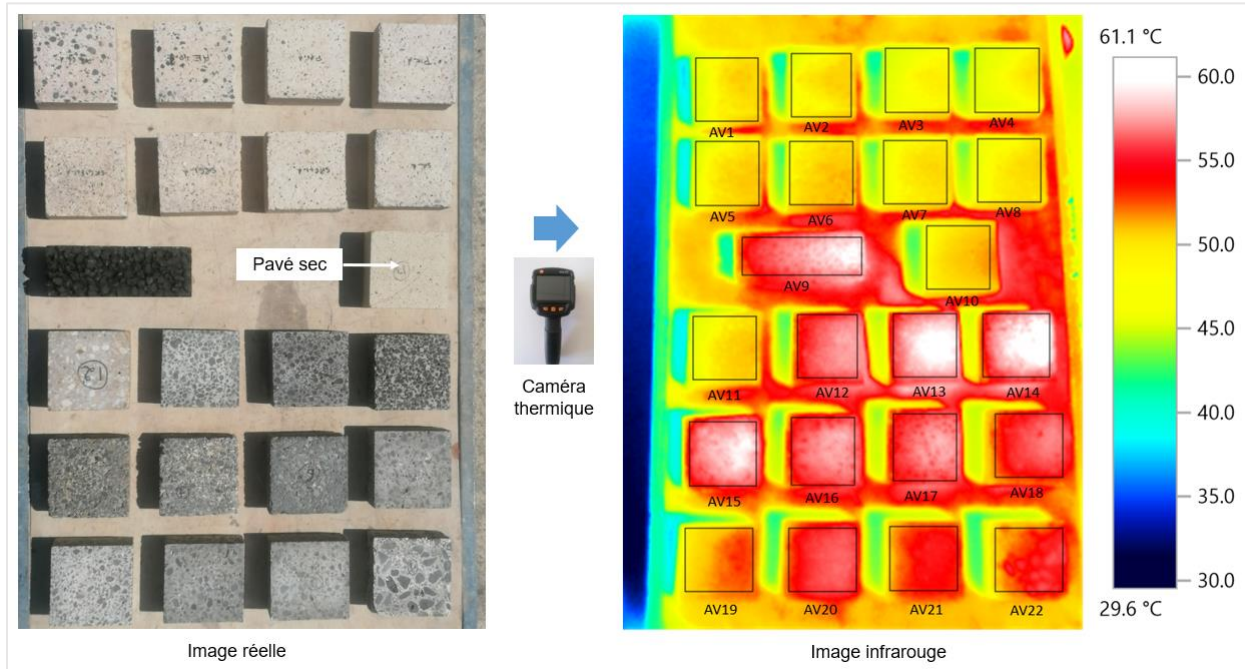 Pavé sec
12
3
Caméra
thermique
Image réelle
AV1
AV2
AV3
AV4
AV5
AV6
AV7
AV8
AV9
AV10
AV11
AV12
AV13
AV14
AV15
AV16
AV17
AV18
AV19
AV20
AV21
AV22
Image infrarouge
61.1 °C
60.0
55.0
50.0
45.0
40.0
35.0
30.0
29.6 °C